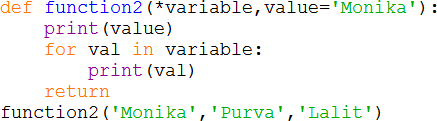 def function2(*variable,value='Monika'):
    print(value)
    for val in variable:
        print(val)
    return
function2('Monika','Purva','Lalit')